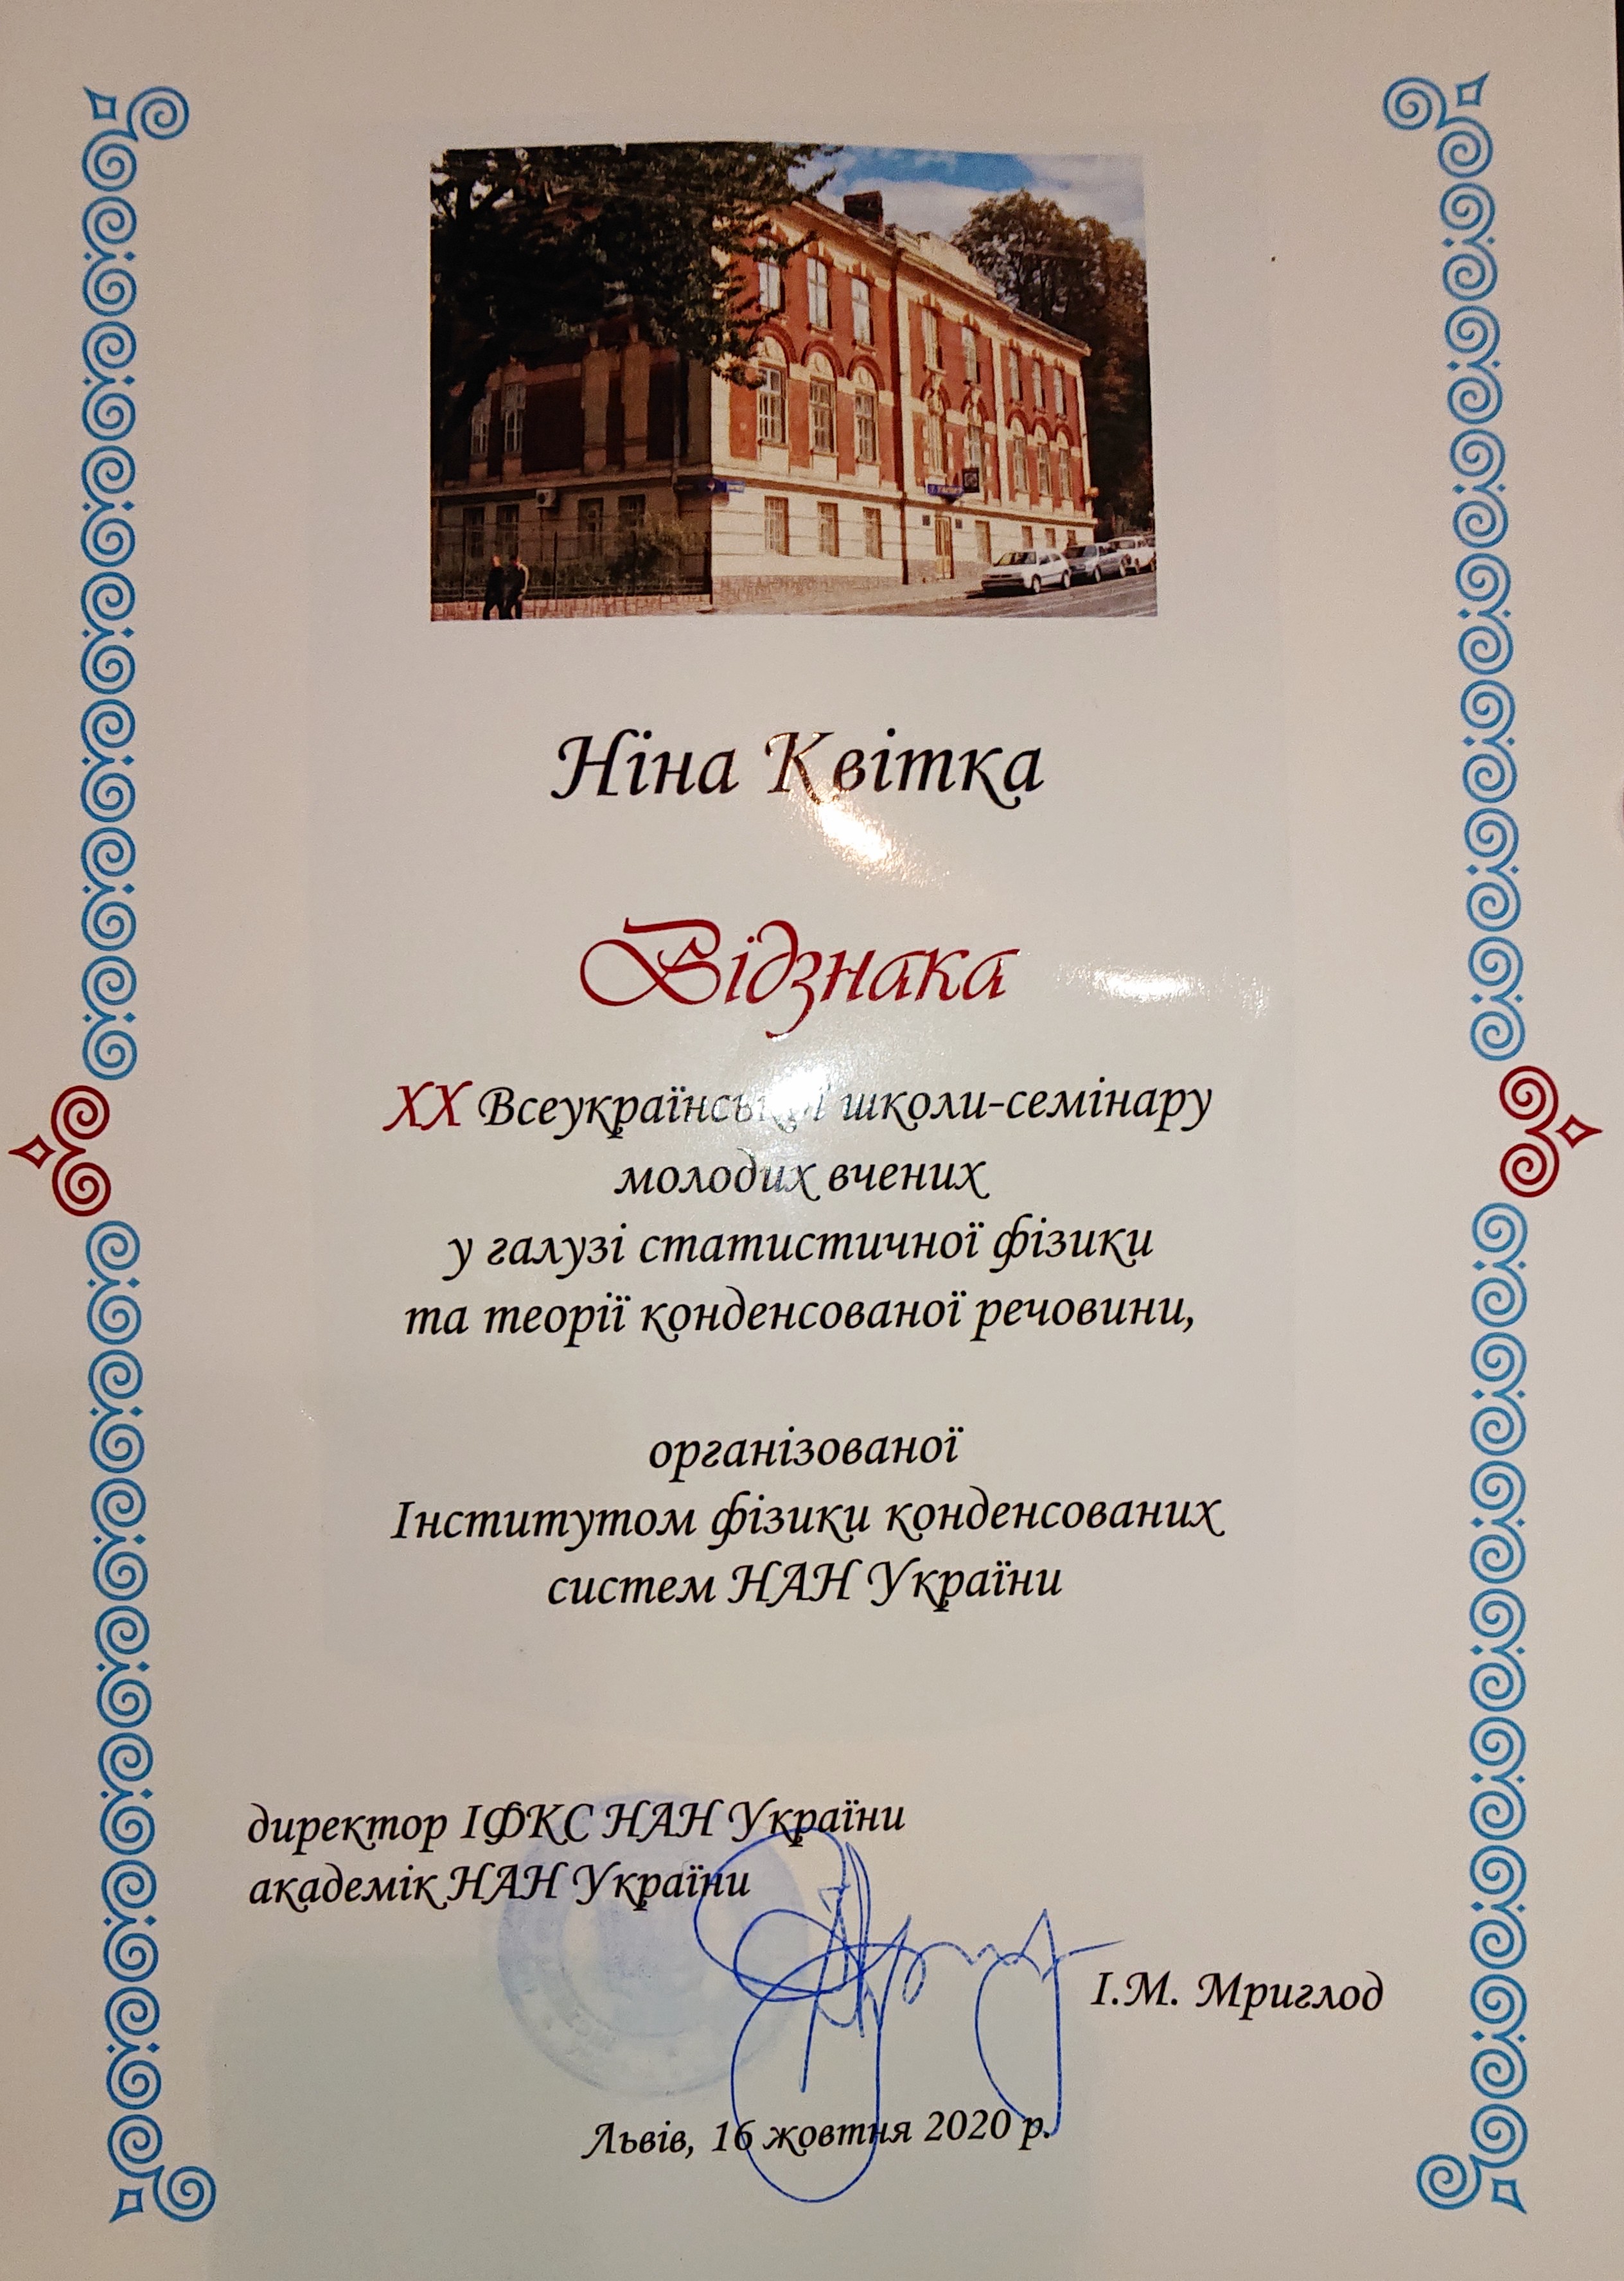 Ніна Квітка
Відзнака
XX Всеукраїнської школи-семінару
молодих вчених
у галузі статистичної фізики
та теорії конденсованої речовини,
організованої
Інститутом фізики конденсованих
систем НАН України
директор ІФКС НАН України
академік НАН України
І.М. Мриглод
Львів, 16 жовтня 2020 р.